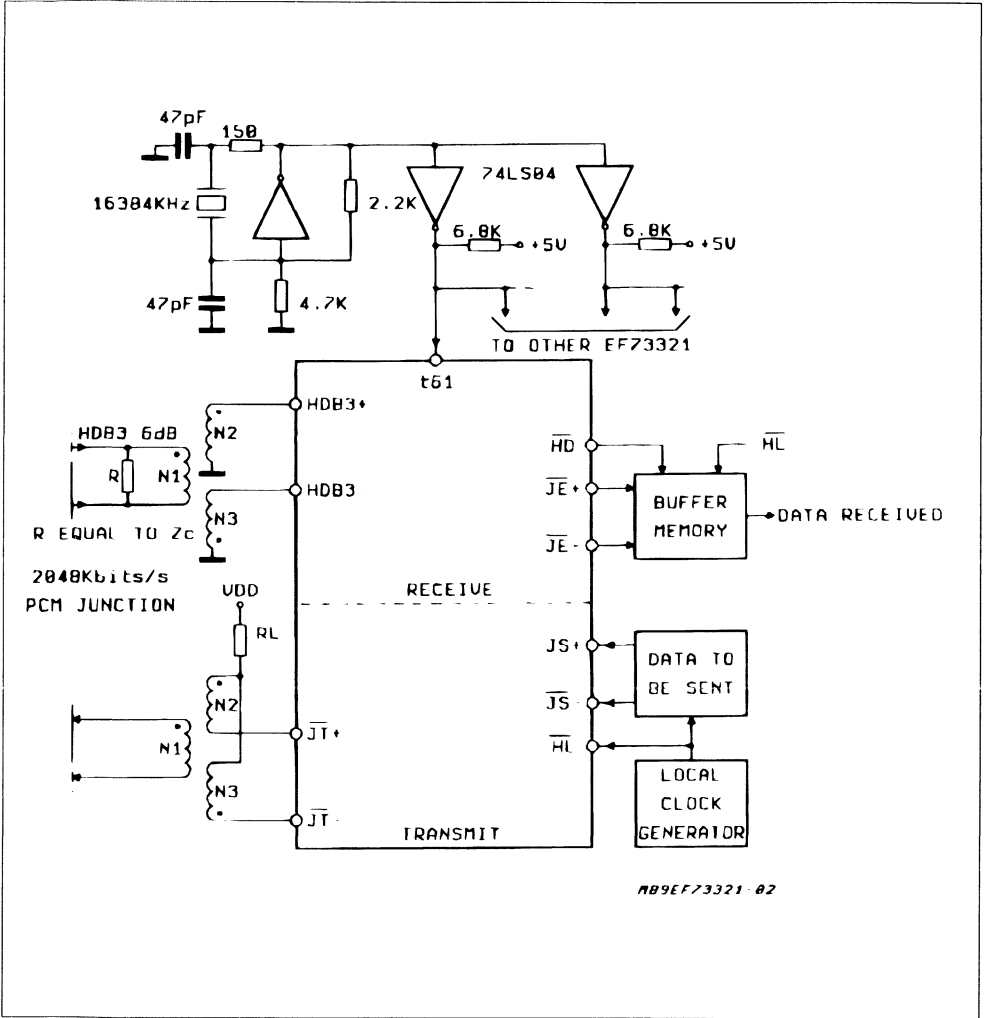 47pF
150
74LS04
16384KHz
2.2K
6.8K
+5V
6.8K
+5V
47pF
4.7K
TO OTHER EF73321
t61
HDB3+
HDB3 6dB
N2
N1
R
HD
HL
JE+
BUFFER
MEMORY
DATA RECEIVED
HDB3
N3
JE-
R EQUAL TO Zc
2048Kbits/s
PCM JUNCTION
VDD
RECEIVE
RL
JS+
DATA TO
BE SENT
N2
JS-
N1
JT+
HL
N3
LOCAL
CLOCK
GENERATOR
JT-
TRANSMIT
M89EF73321-02